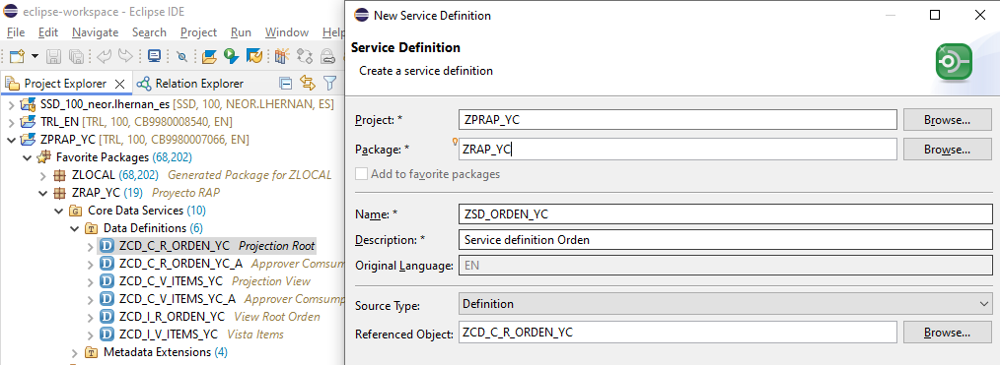 eclipse-workspace - Eclipse IDE
File Edit Navigate Search Project Run Window Help
Project Explorer Relation Explorer
SSD_100_neor.lhernan_es [SSD, 100, NEOR.LHERNAN, ES]
TRL_EN [TRL, 100, CB9980008540, EN]
ZPRAP_YC [TRL, 100, CB9980007066, EN]
Favorite Packages (68,202)
ZLOCAL (68,202) Generated Package for ZLOCAL
ZRAP_YC (19) Proyecto RAP
Core Data Services (10)
Data Definitions (6)
ZCD_C_R_ORDEN_YC Projection Root
ZCD_C_R_ORDEN_YC_A Approver Comsum
ZCD_C_V_ITEMS_YC Projection View
ZCD_C_V_ITEMS_YC_A Approver Comsump
ZCD_I_R_ORDEN_YC View Root Orden
ZCD_I_V_ITEMS_YC Vista Items
Metadata Extensions (4)
New Service Definition
Service Definition
Create a service definition
Project: * ZPRAP_YC Browse...
Package: * ZRAP_YC Browse...
Add to favorite packages
Name: * ZSD_ORDEN_YC
Description: * Service definition Orden
Original Language: EN
Source Type: Definition
Referenced Object: ZCD_C_R_ORDEN_YC Browse...